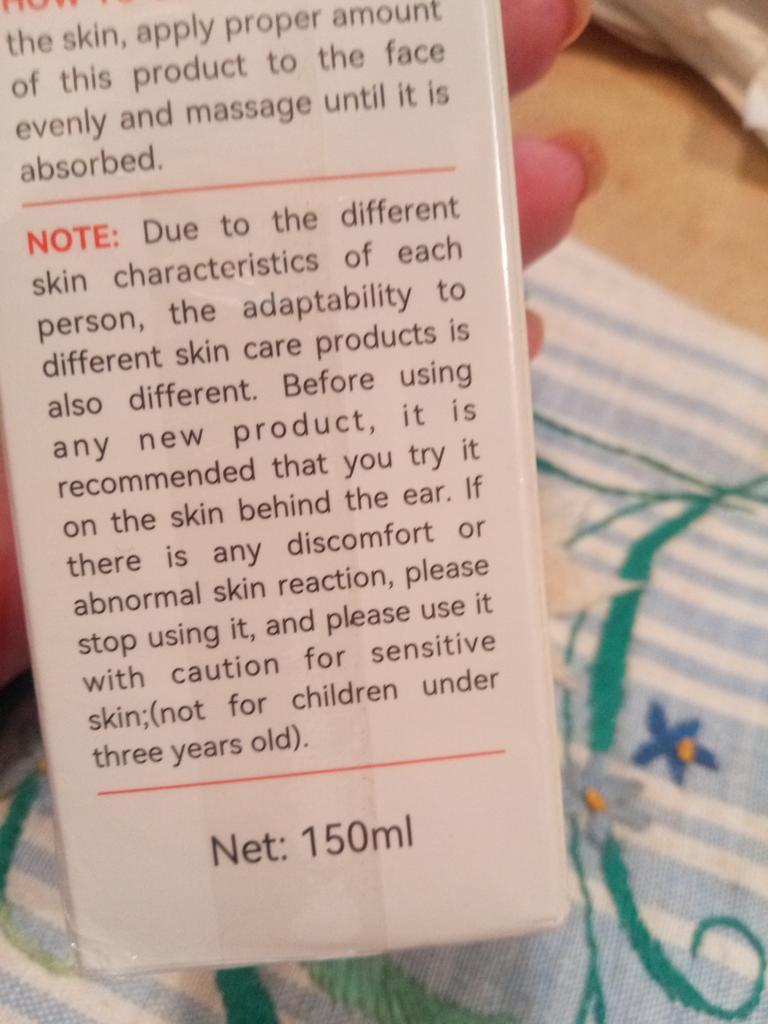 the skin, apply proper amount
of this product to the face
evenly and massage until it is
absorbed.
NOTE: Due to the different
skin characteristics of each
person, the adaptability to
different skin care products is
also different. Before using
any new product, it is
recommended that you try it
on the skin behind the ear. If
there is any discomfort or
abnormal skin reaction, please
stop using it, and please use it
with caution for sensitive
skin;(not for children under
three years old).
Net: 150ml